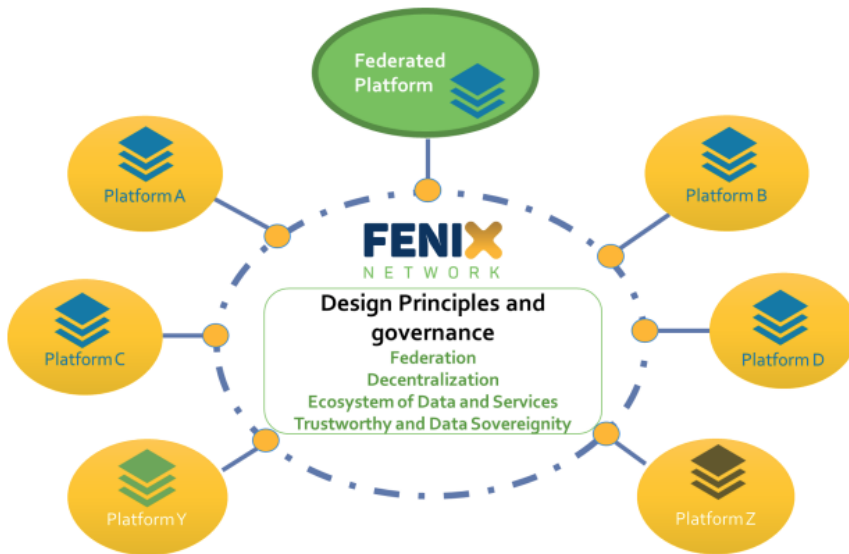 Federated
Platform
Platform A
Platform B
FENIX
NETWORK
Design Principles and
governance
Federation
Decentralization
Ecosystem of Data and Services
Trustworthy and Data Sovereignity
Platform C
Platform D
Platform Y
Platform Z